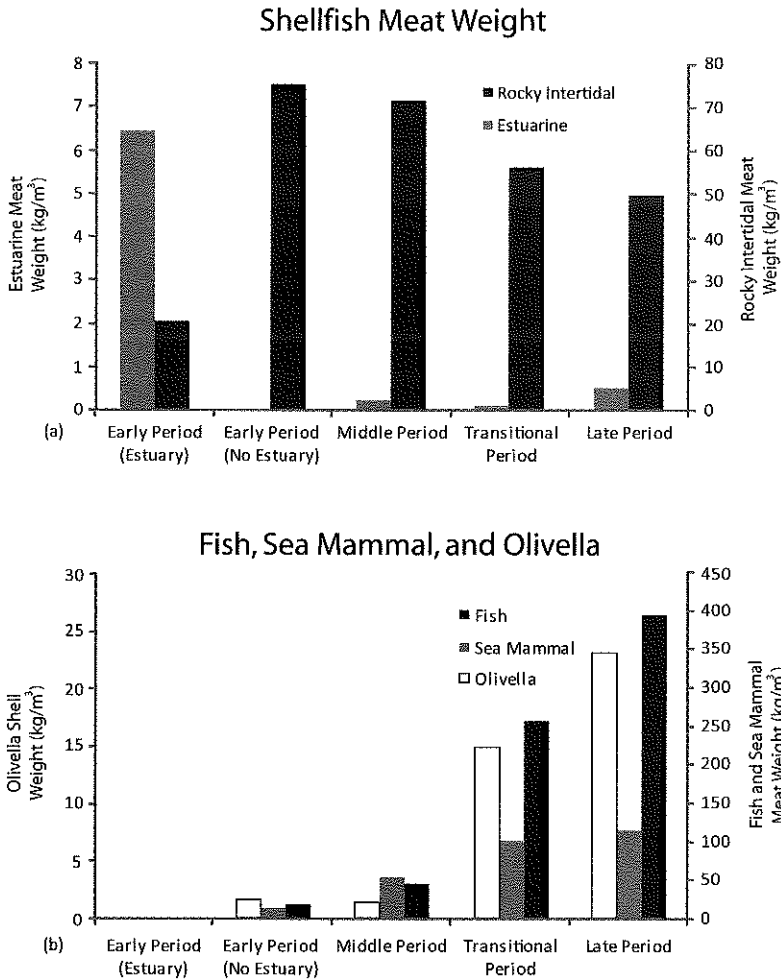 Shellfish Meat Weight
Estuarine Meat
Weight (kg/m³)
8
7
6
5
4
3
2
1
0
Rocky Intertidal
Estuarine
80
70
60
50
40
30
20
10
0
Rocky Intertidal Meat
Weight (kg/m³)
(a)
Early Period
(Estuary)
Early Period
(No Estuary)
Middle Period
Transitional
Period
Late Period
Fish, Sea Mammal, and Olivella
Olivella Shell
Weight (kg/m³)
30
25
20
15
10
5
0
Fish
Sea Mammal
Olivella
450
400
350
300
250
200
150
100
50
0
Fish and Sea Mammal
Meat Weight (kg/m³)
(b)
Early Period
(Estuary)
Early Period
(No Estuary)
Middle Period
Transitional
Period
Late Period